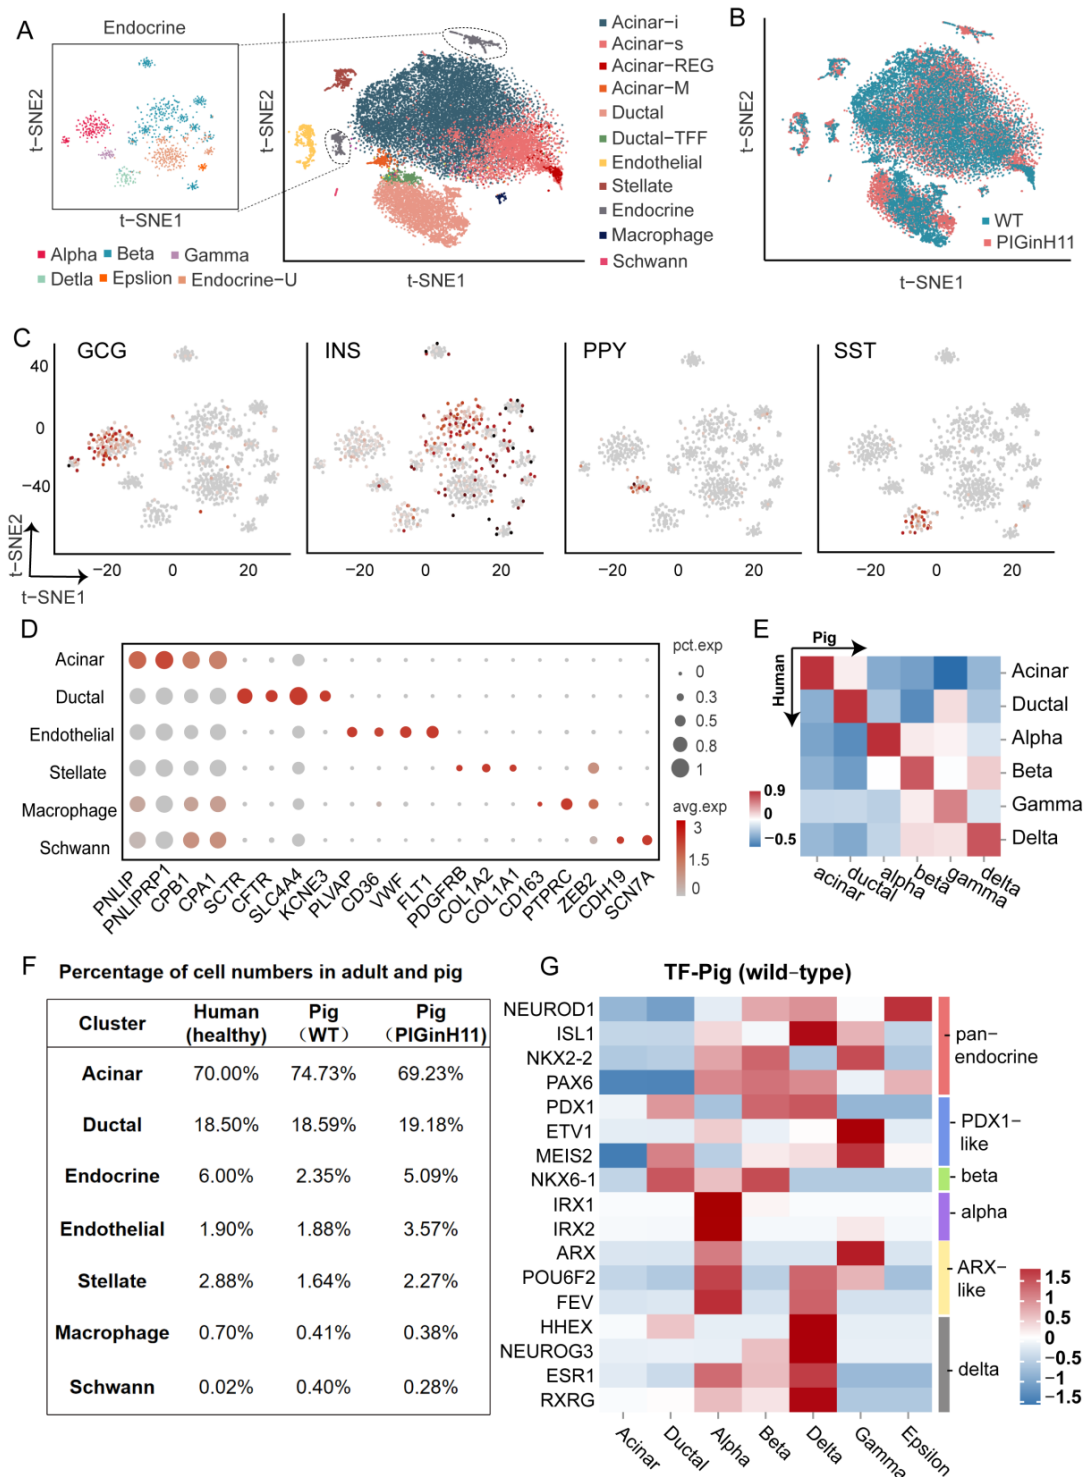 A
Endocrine
t−SNE2
t−SNE1
Alpha
Beta
Gamma
Detla
Epslion
Endocrine−U
t−SNE2
t-SNE1
Acinar−i
Acinar−s
Acinar−REG
Acinar−M
Ductal
Ductal−TFF
Endothelial
Stellate
Endocrine
Macrophage
Schwann
B
t−SNE2
t−SNE1
WT
PIGinH11
C
GCG
INS
PPY
SST
40
0
−40
t−SNE2
t−SNE1
−20 0 20
−20 0 20
−20 0 20
−20 0 20
D
Acinar
Ductal
Endothelial
Stellate
Macrophage
Schwann
PNLIP
PNLIPRP1
CPB1
CPA1
SCTR
CFTR
SLC4A4
KCNE3
PLVAP
CD36
VWF
FLT1
PDGFRB
COL1A2
COL1A1
CD163
PTPRC
ZEB2
CDH19
SCN7A
pct.exp
0
0.3
0.5
0.8
1
avg.exp
3
1.5
0
E
Pig
Human
Acinar
Ductal
Alpha
Beta
Gamma
Delta
0.9
0
−0.5
acinar
ductal
alpha
beta
gamma
delta
F
Percentage of cell numbers in adult and pig
Cluster Human (healthy) Pig （WT） Pig （PIGinH11)
Acinar 70.00% 74.73% 69.23%
Ductal 18.50% 18.59% 19.18%
Endocrine 6.00% 2.35% 5.09%
Endothelial 1.90% 1.88% 3.57%
Stellate 2.88% 1.64% 2.27%
Macrophage 0.70% 0.41% 0.38%
Schwann 0.02% 0.40% 0.28%
G
TF-Pig (wild−type)
NEUROD1
ISL1
NKX2-2
PAX6
PDX1
ETV1
MEIS2
NKX6-1
IRX1
IRX2
ARX
POU6F2
FEV
HHEX
NEUROG3
ESR1
RXRG
pan−
endocrine
PDX1−
like
beta
alpha
ARX−
like
delta
1.5
1
0.5
0
−0.5
−1
−1.5
Acinar
Ductal
Alpha
Beta
Delta
Gamma
Epsilon